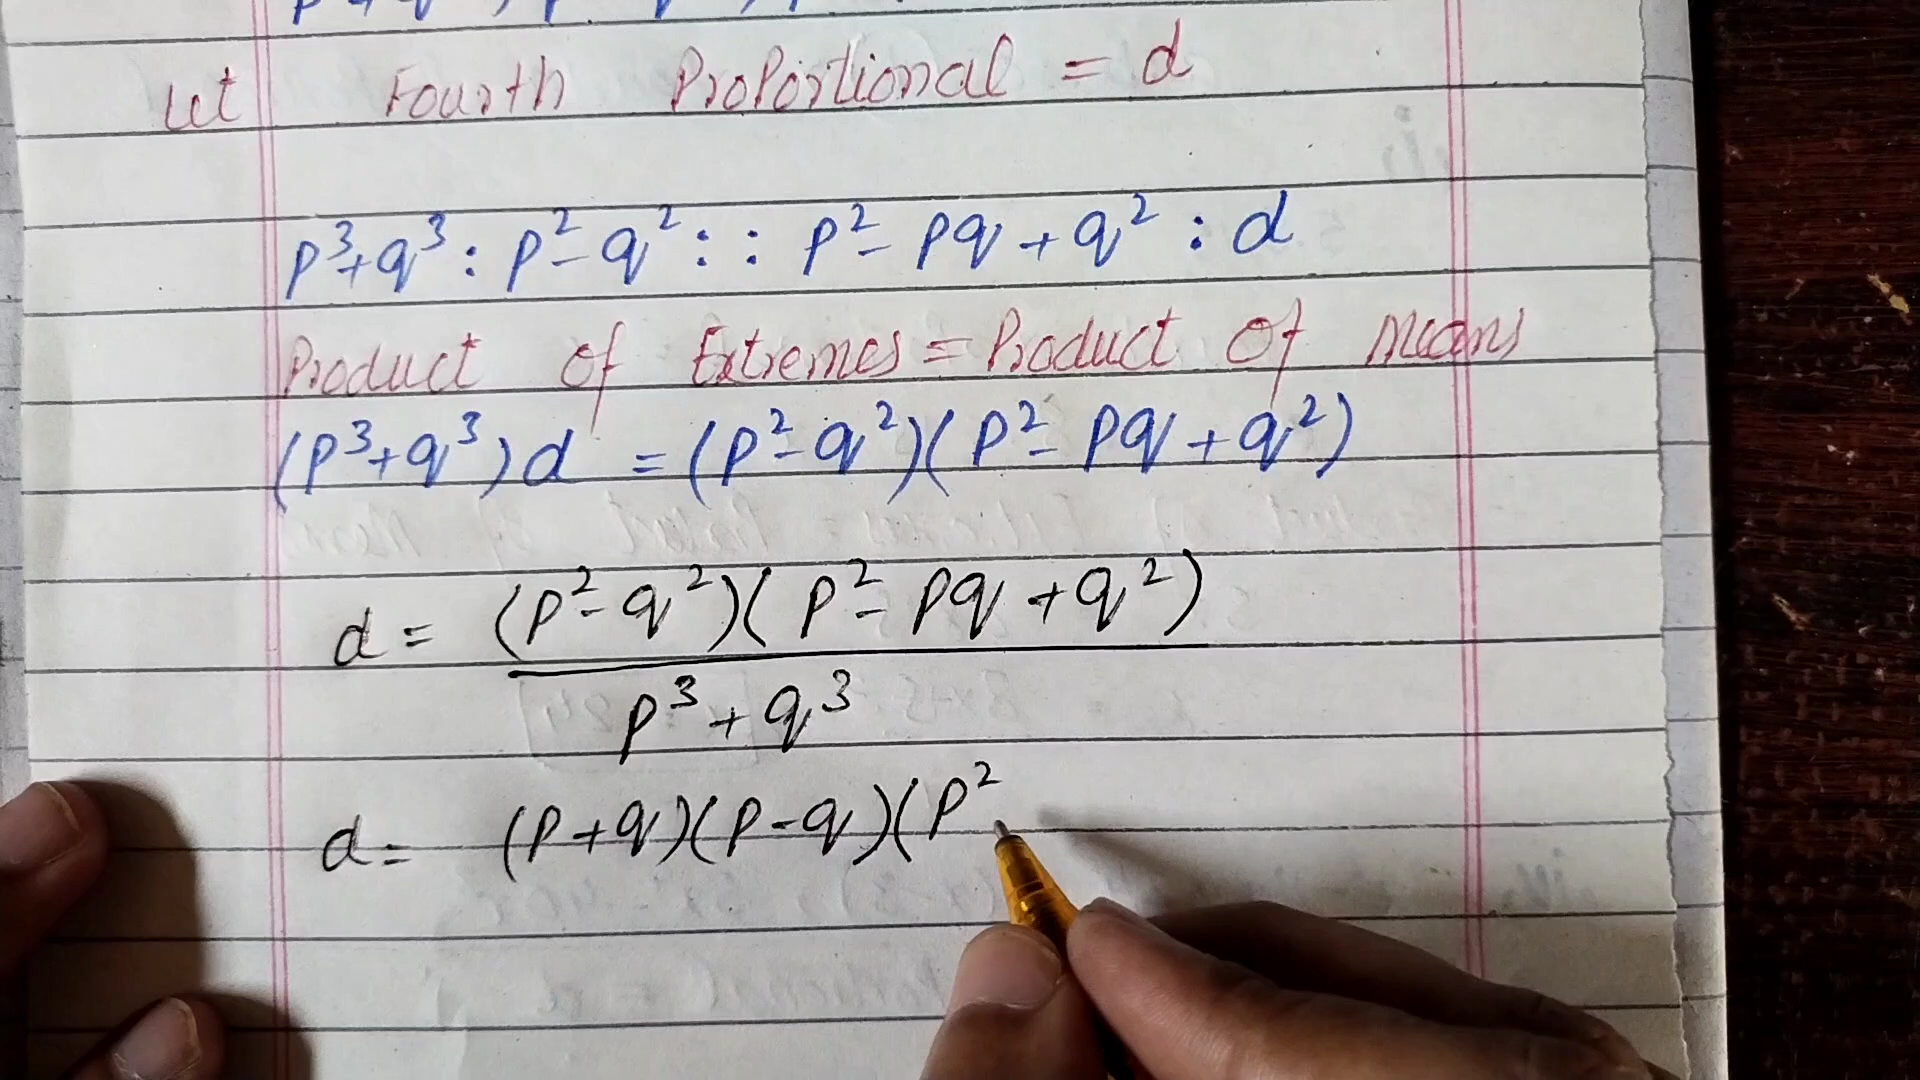 Let Fourth Proportional = d
p³+q³ : p²-q² : : p²-pq+q² : d
Product of Extremes = Product of Means
(p³+q³)d = (p²-q²)(p²-pq+q²)
d = (p²-q²)(p²-pq+q²)
p³+q³
d = (p+q)(p-q)(p²